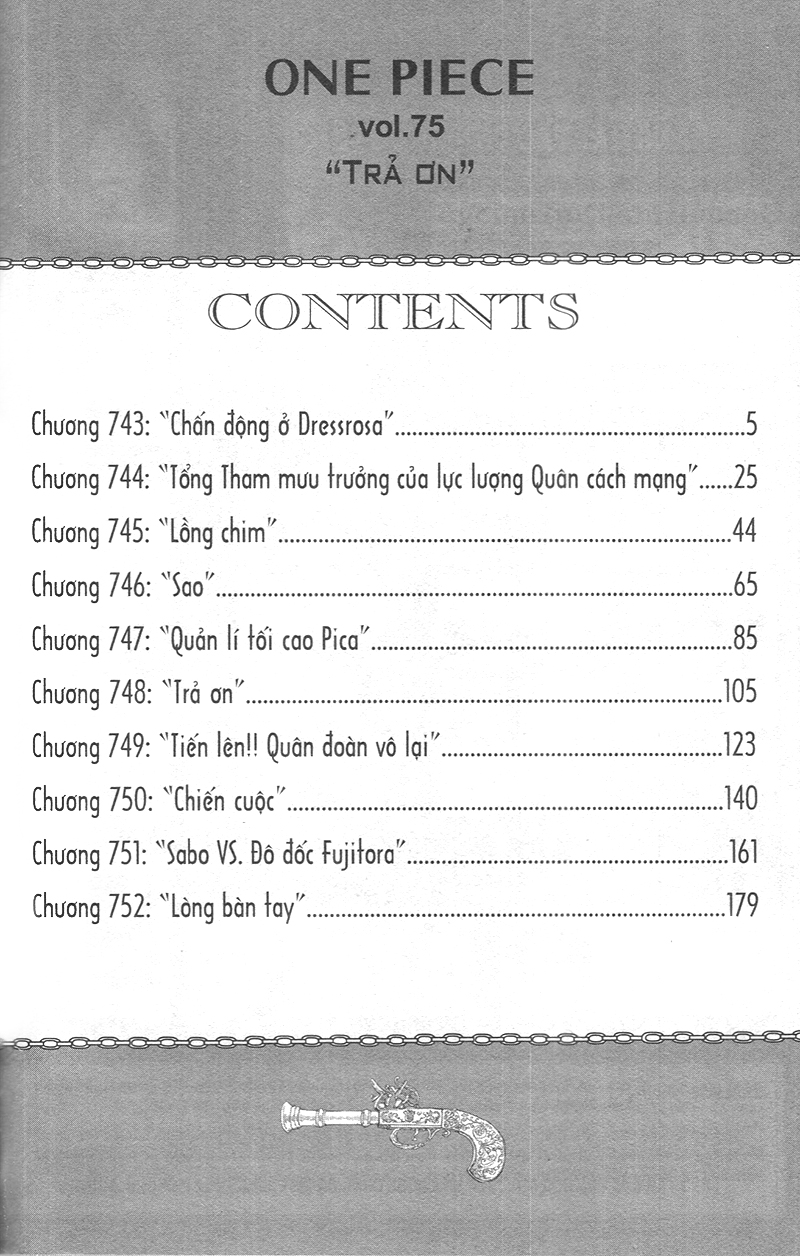 ONE PIECE
vol.75
“TRẢ ƠN”
CONTENTS
Chương 743: “Chấn động ở Dressrosa”..................................................5
Chương 744: “Tổng Tham mưu trưởng của lực lượng Quân cách mạng”......25
Chương 745: “Lồng chim”..................................................................44
Chương 746: “Sao”...........................................................................65
Chương 747: “Quản lí tối cao Pica”.....................................................85
Chương 748: “Trả ơn”.....................................................................105
Chương 749: “Tiến lên!! Quân đoàn vô lại”.........................................123
Chương 750: “Chiến cuộc”...............................................................140
Chương 751: “Sabo VS. Đô đốc Fujitora”..............................................161
Chương 752: “Lòng bàn tay”............................................................179